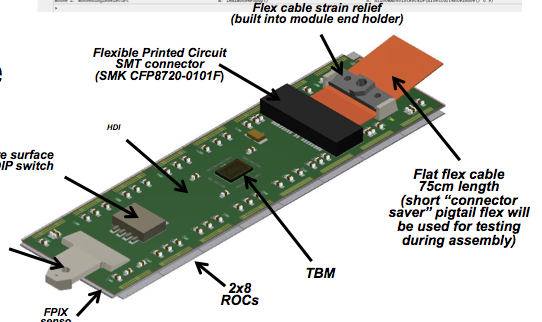 Flex cable strain relief
(built into module end holder)
Flexible Printed Circuit
SMT connector
(SMK CFP8720-0101F)
HDI
surface
switch
Flat flex cable
75cm length
(short “connector
saver” pigtail flex will
be used for testing
during assembly)
TBM
2x8
ROCs
FPIX